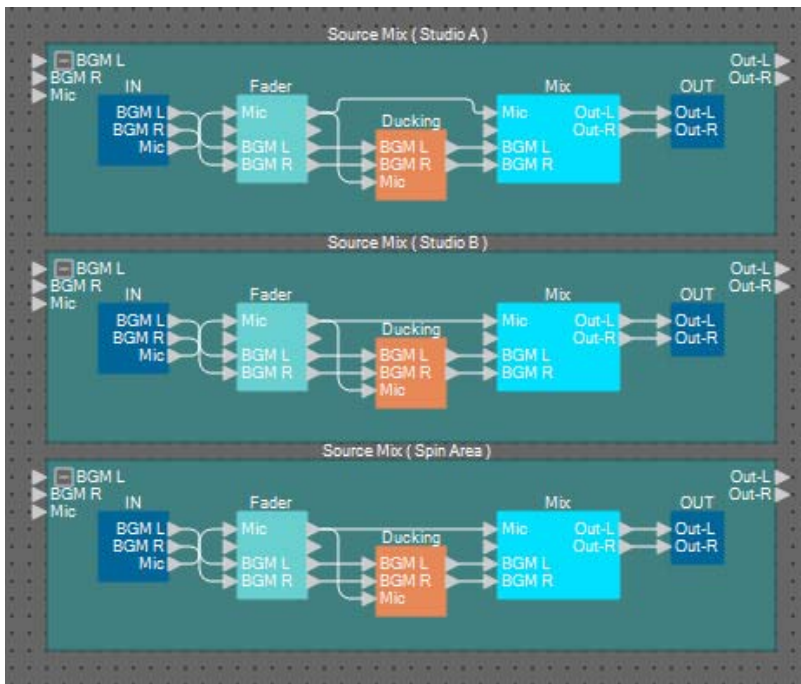 Source Mix ( Studio A )
BGM L
BGM R
Mic
Out-L
Out-R
IN
BGM L
BGM R
Mic
Fader
Mic
BGM L
BGM R
Ducking
BGM L
BGM R
Mic
Mix
Mic
BGM L
BGM R
Out-L
Out-R
OUT
Out-L
Out-R
Source Mix ( Studio B )
BGM L
BGM R
Mic
Out-L
Out-R
IN
BGM L
BGM R
Mic
Fader
Mic
BGM L
BGM R
Ducking
BGM L
BGM R
Mic
Mix
Mic
BGM L
BGM R
Out-L
Out-R
OUT
Out-L
Out-R
Source Mix ( Spin Area )
BGM L
BGM R
Mic
Out-L
Out-R
IN
BGM L
BGM R
Mic
Fader
Mic
BGM L
BGM R
Ducking
BGM L
BGM R
Mic
Mix
Mic
BGM L
BGM R
Out-L
Out-R
OUT
Out-L
Out-R